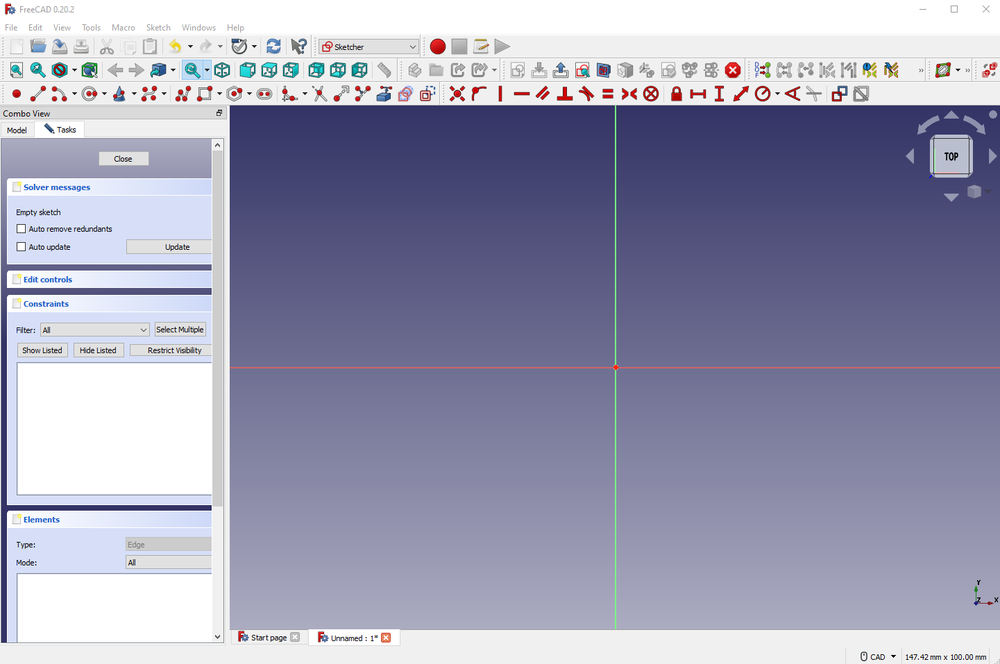 FreeCAD 0.20.2
File Edit View Tools Macro Sketch Windows Help
Sketcher
Combo View
Model Tasks
Close
Solver messages
Empty sketch
Auto remove redundants
Auto update Update
Edit controls
Constraints
Filter: All Select Multiple
Show Listed Hide Listed Restrict Visibility
Elements
Type: Edge
Mode: All
TOP
Y
Z X
Start page Unnamed : 1*
CAD 147.42 mm x 100.00 mm